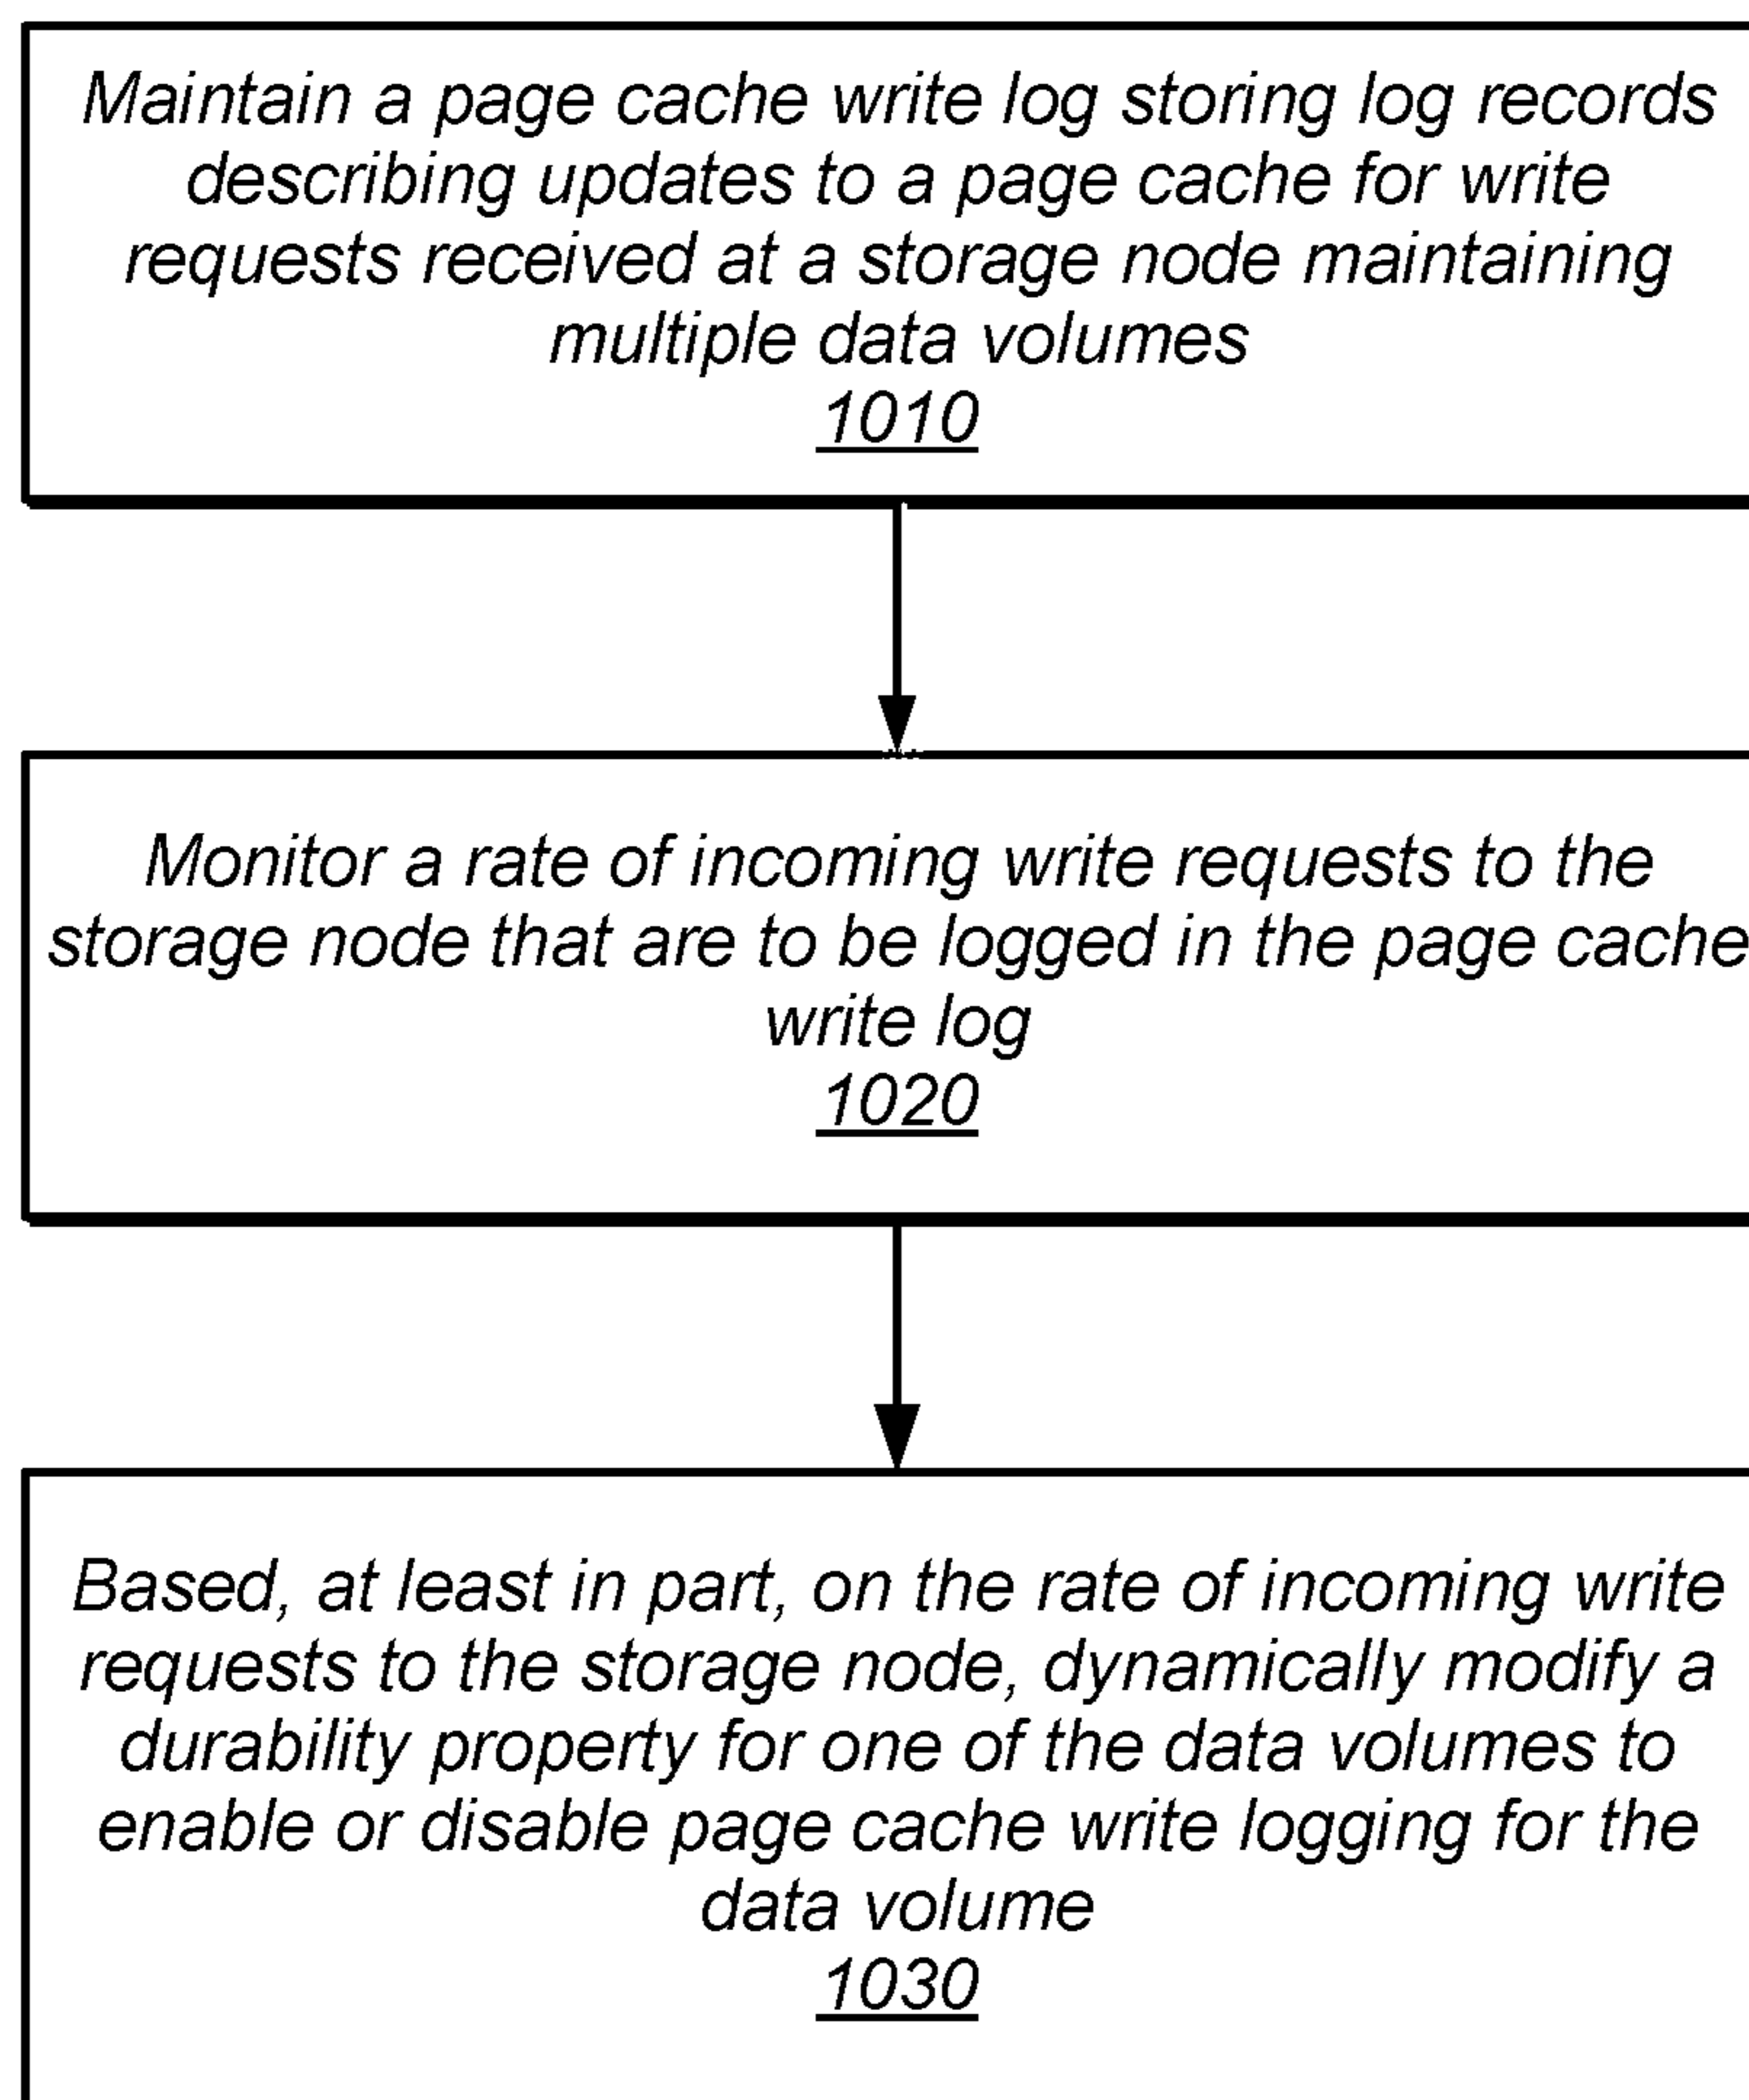 Maintain a page cache write log storing log records
describing updates to a page cache for write
requests received at a storage node maintaining
multiple data volumes
1010
Monitor a rate of incoming write requests to the
storage node that are to be logged in the page cache
write log
1020
Based, at least in part, on the rate of incoming write
requests to the storage node, dynamically modify a
durability property for one of the data volumes to
enable or disable page cache write logging for the
data volume
1030